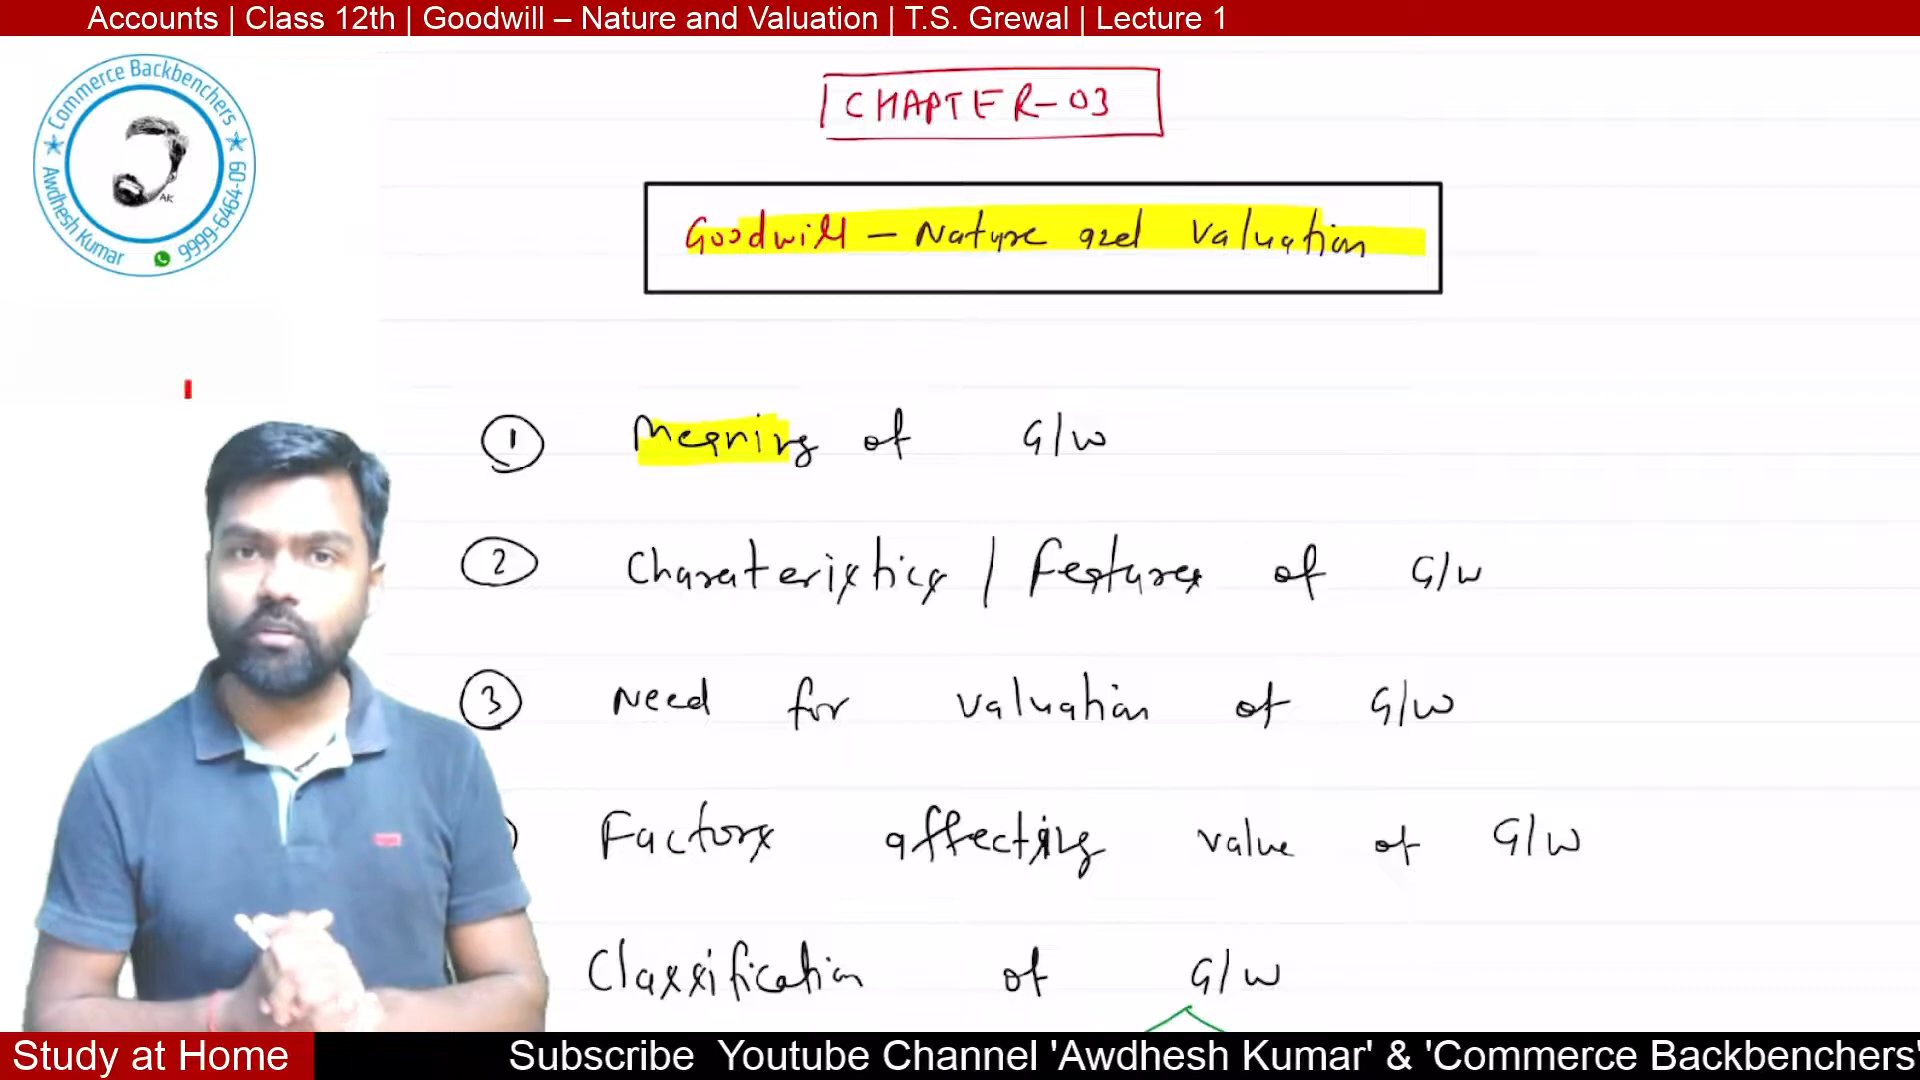 Accounts | Class 12th | Goodwill – Nature and Valuation | T.S. Grewal | Lecture 1
Commerce Backbenchers
Awdhesh Kumar 9999-6464-09
AK
CHAPTER-03
Goodwill – Nature and Valuation
1 Meaning of G/W
2 Charateristics / Features of G/W
3 Need for valuation of G/W
Factors affecting value of G/W
Classification of G/W
Study at Home
Subscribe Youtube Channel 'Awdhesh Kumar' & 'Commerce Backbenchers'